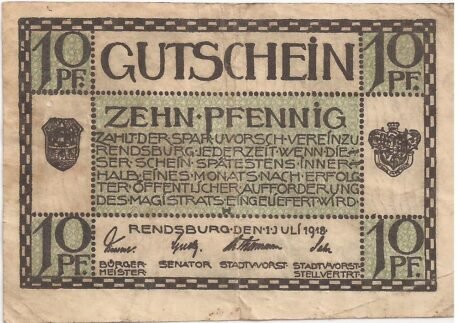 10 PF. GUTSCHEIN 10 PF.
ZEHN·PFENNIG
ZAHLT·DER·SPAR·U·VORSCH·VEREIN·ZU
RENDSBURG·JEDERZEIT·WENN·DIE-
SER·SCHEIN·SPÄTESTENS·INNER-
HALB·EINES·MONATS·NACH·ERFOLG-
TER·ÖFFENTLICHER·AUFFORDERUNG
DES·MAGISTRATS·EINGELIEFERT·WIRD.
RENDSBURG, DEN 1·JULI 1918
10 PF. 10 PF.
BÜRGER- SENATOR STADTVORST· STADTVORST·
MEISTER STELLVERTRT.